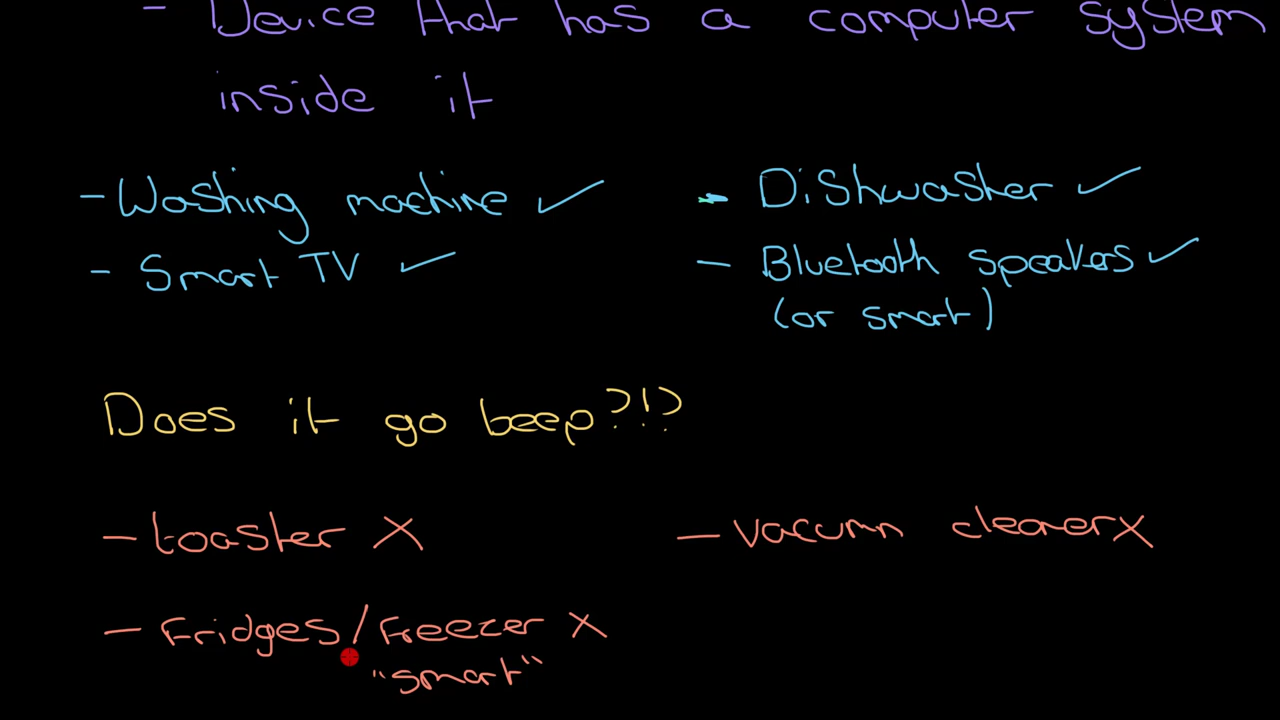 - Device that has a computer system
inside it
- Washing machine ✓
- Smart TV ✓
- Dishwasher ✓
- Bluetooth speakers ✓
(or smart)
Does it go beep?!?
- toaster X
- vacumn cleaner X
- Fridges/Freezer X
"smart"